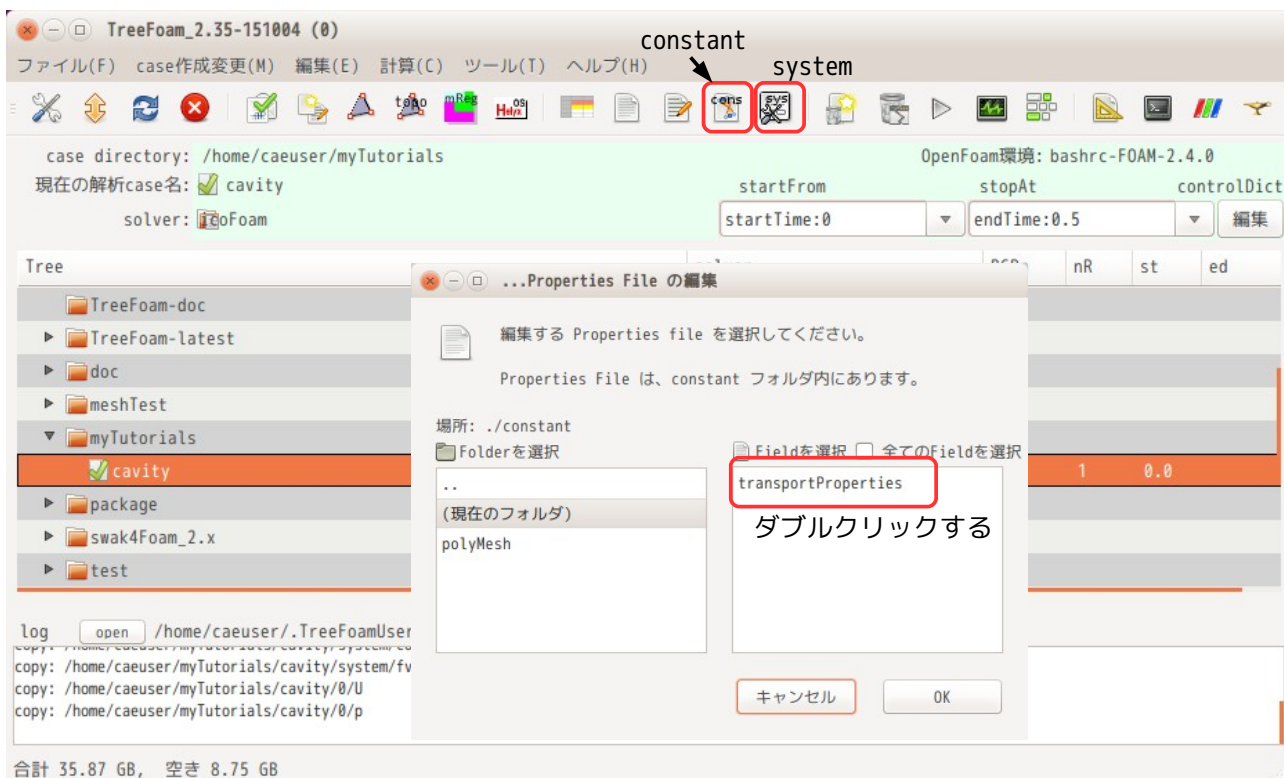 TreeFoam_2.35-151004 (0)
constant
ファイル(F) case作成変更(M) 編集(E) 計算(C) ツール(T) ヘルプ(H)
system
topo mReg OS Helyx cons sys
case directory: /home/caeuser/myTutorials
OpenFoam環境: bashrc-FOAM-2.4.0
現在の解析case名: cavity
startFrom stopAt controlDict
solver: icoFoam
startTime:0 endTime:0.5 編集
Tree nR st ed
...Properties File の編集
TreeFoam-doc
TreeFoam-latest
doc
meshTest
myTutorials
cavity 1 0.0
package
swak4Foam_2.x
test
編集する Properties file を選択してください。
Properties File は、constant フォルダ内にあります。
場所: ./constant
Folderを選択
Fieldを選択 全てのFieldを選択
..
(現在のフォルダ)
polyMesh
transportProperties
ダブルクリックする
キャンセル OK
log open /home/caeuser/.TreeFoamUser
copy: /home/caeuser/myTutorials/cavity/system/fv
copy: /home/caeuser/myTutorials/cavity/0/U
copy: /home/caeuser/myTutorials/cavity/0/p
合計 35.87 GB, 空き 8.75 GB